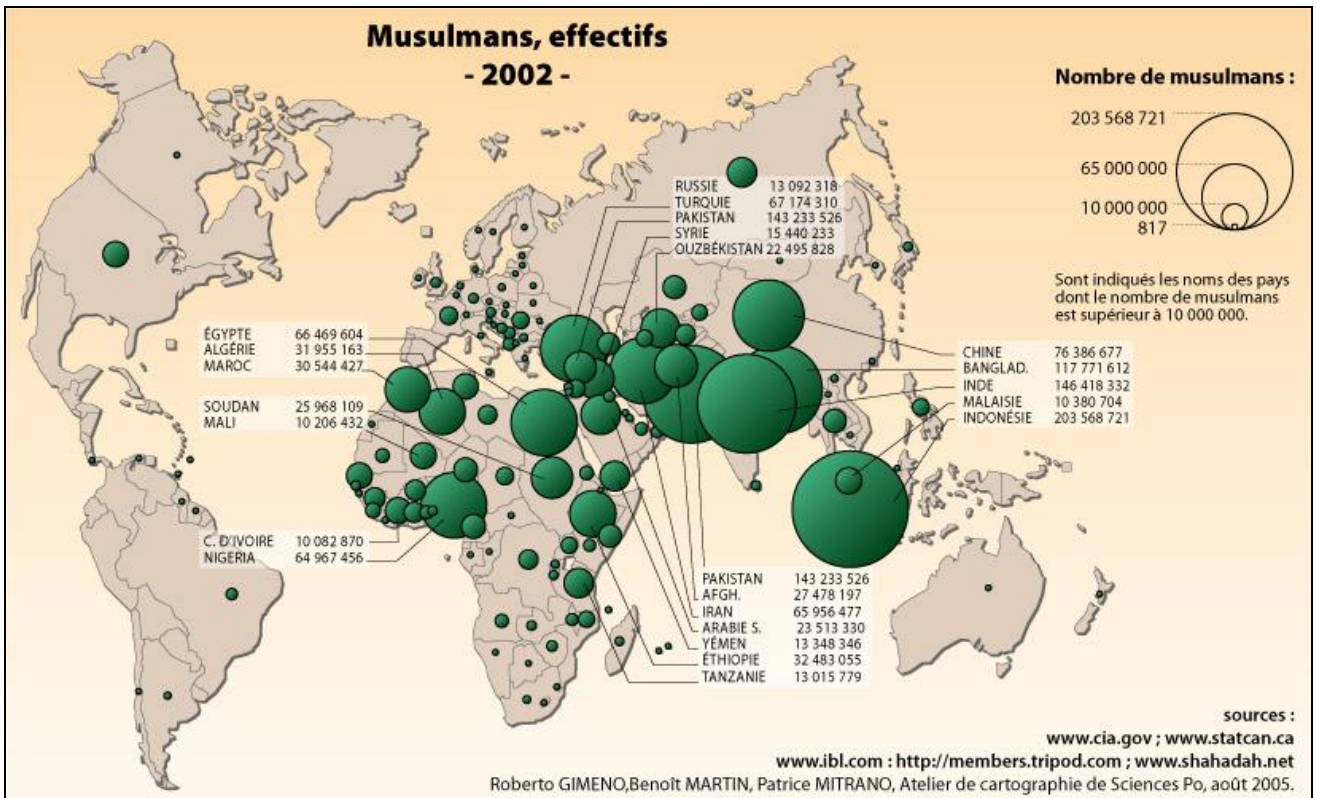 Musulmans, effectifs
- 2002 -
Nombre de musulmans :
203 568 721
65 000 000
10 000 000
817
Sont indiqués les noms des pays
dont le nombre de musulmans
est supérieur à 10 000 000.
RUSSIE 13 092 318
TURQUIE 67 174 310
PAKISTAN 143 233 526
SYRIE 15 440 233
OUZBÉKISTAN 22 495 828
ÉGYPTE 66 469 604
ALGÉRIE 31 955 163
MAROC 30 544 427
SOUDAN 25 968 109
MALI 10 206 432
C. D'IVOIRE 10 082 870
NIGERIA 64 967 456
CHINE 76 386 677
BANGLAD. 117 771 612
INDE 146 418 332
MALAISIE 10 380 704
INDONÉSIE 203 568 721
PAKISTAN 143 233 526
AFGH. 27 478 197
IRAN 65 956 477
ARABIE S. 23 513 330
YÉMEN 13 348 346
ÉTHIOPIE 32 483 055
TANZANIE 13 015 779
sources :
www.cia.gov ; www.statcan.ca
www.ibl.com : http://members.tripod.com ; www.shahadah.net
Roberto GIMENO,Benoît MARTIN, Patrice MITRANO, Atelier de cartographie de Sciences Po, août 2005.